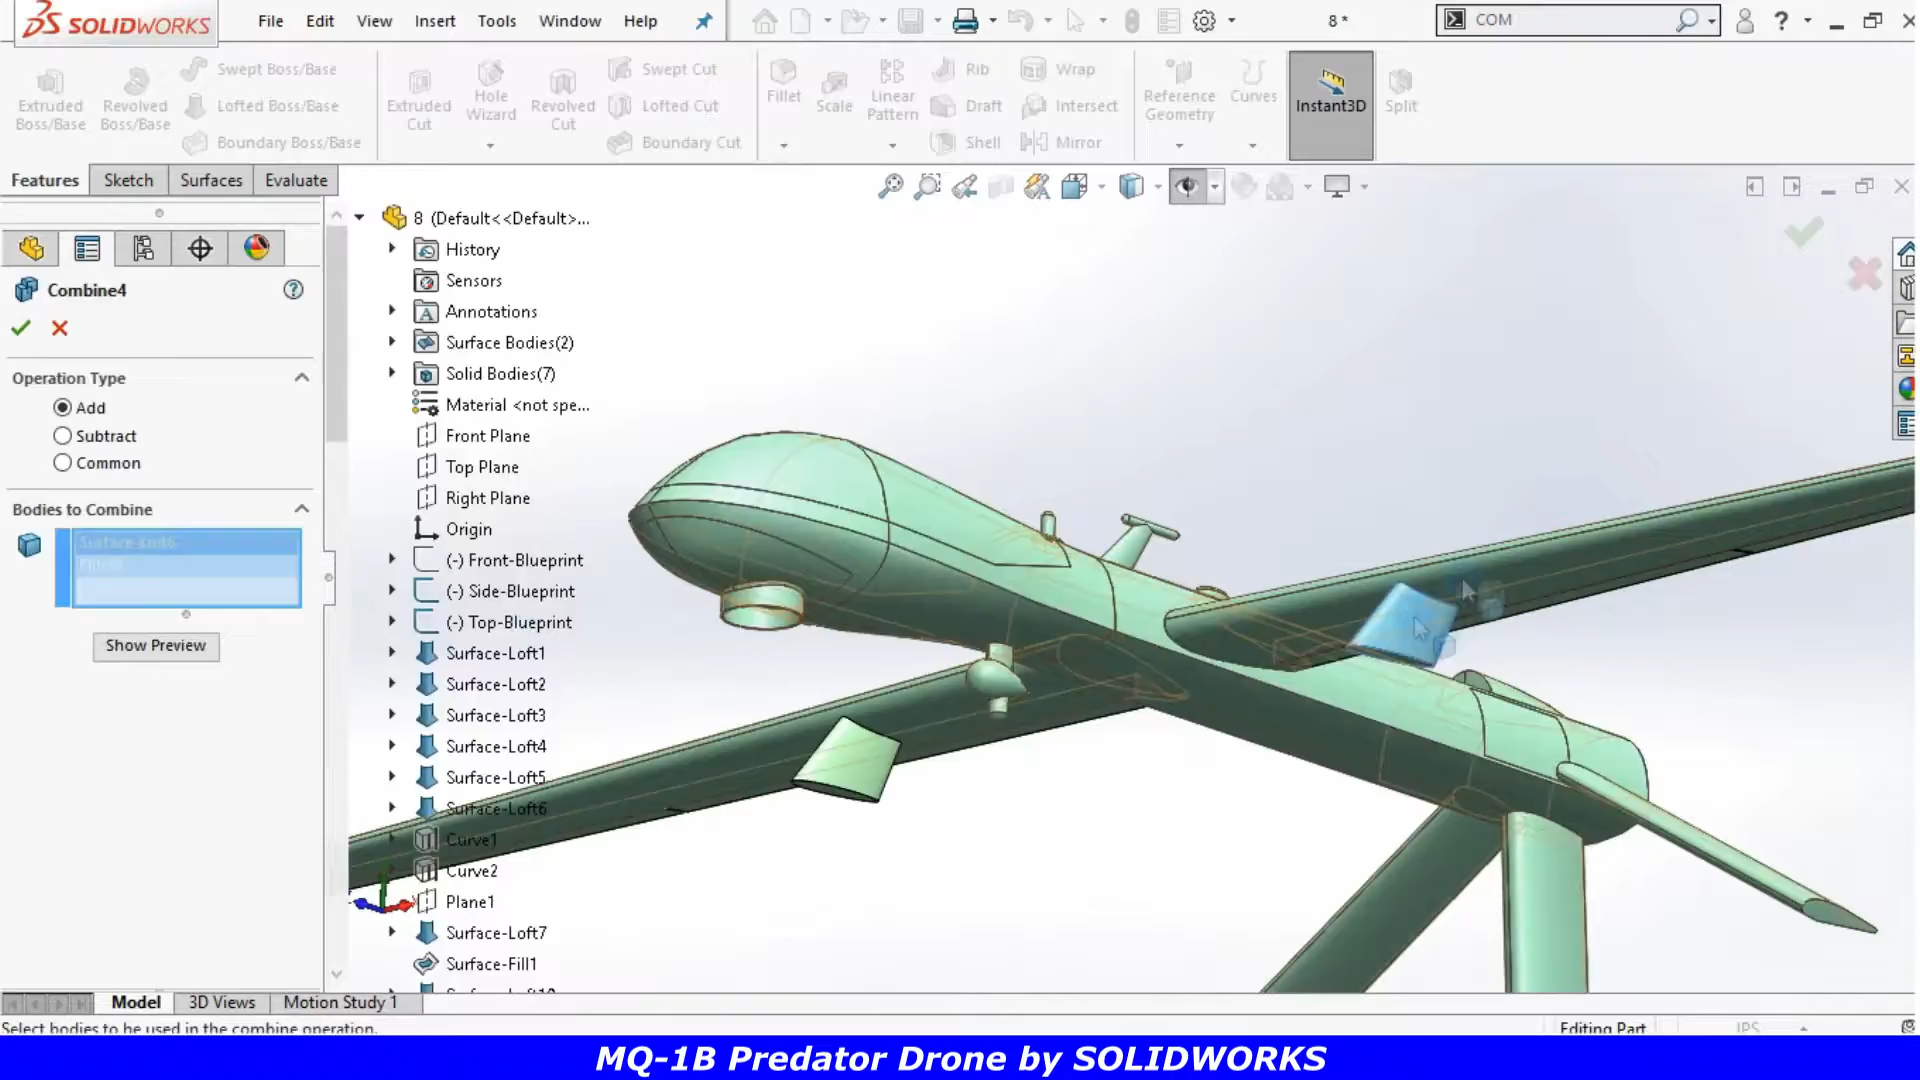 SOLIDWORKS
File Edit View Insert Tools Window Help
8 *
COM
Extruded Boss/Base
Revolved Boss/Base
Swept Boss/Base
Lofted Boss/Base
Boundary Boss/Base
Extruded Cut
Hole Wizard
Revolved Cut
Swept Cut
Lofted Cut
Boundary Cut
Fillet
Scale
Linear Pattern
Rib
Draft
Shell
Wrap
Intersect
Mirror
Reference Geometry
Curves
Instant3D
Split
Features Sketch Surfaces Evaluate
Combine4
Operation Type
Add
Subtract
Common
Bodies to Combine
Show Preview
8 (Default<<Default>...
History
Sensors
Annotations
Surface Bodies(2)
Solid Bodies(7)
Material <not spe...
Front Plane
Top Plane
Right Plane
Origin
(-) Front-Blueprint
(-) Side-Blueprint
(-) Top-Blueprint
Surface-Loft1
Surface-Loft2
Surface-Loft3
Surface-Loft4
Surface-Loft5
Surface-Loft6
Curve1
Curve2
Plane1
Surface-Loft7
Surface-Fill1
Model 3D Views Motion Study 1
Select bodies to be used in the combine operation.
Editing Part
IPS
MQ-1B Predator Drone by SOLIDWORKS